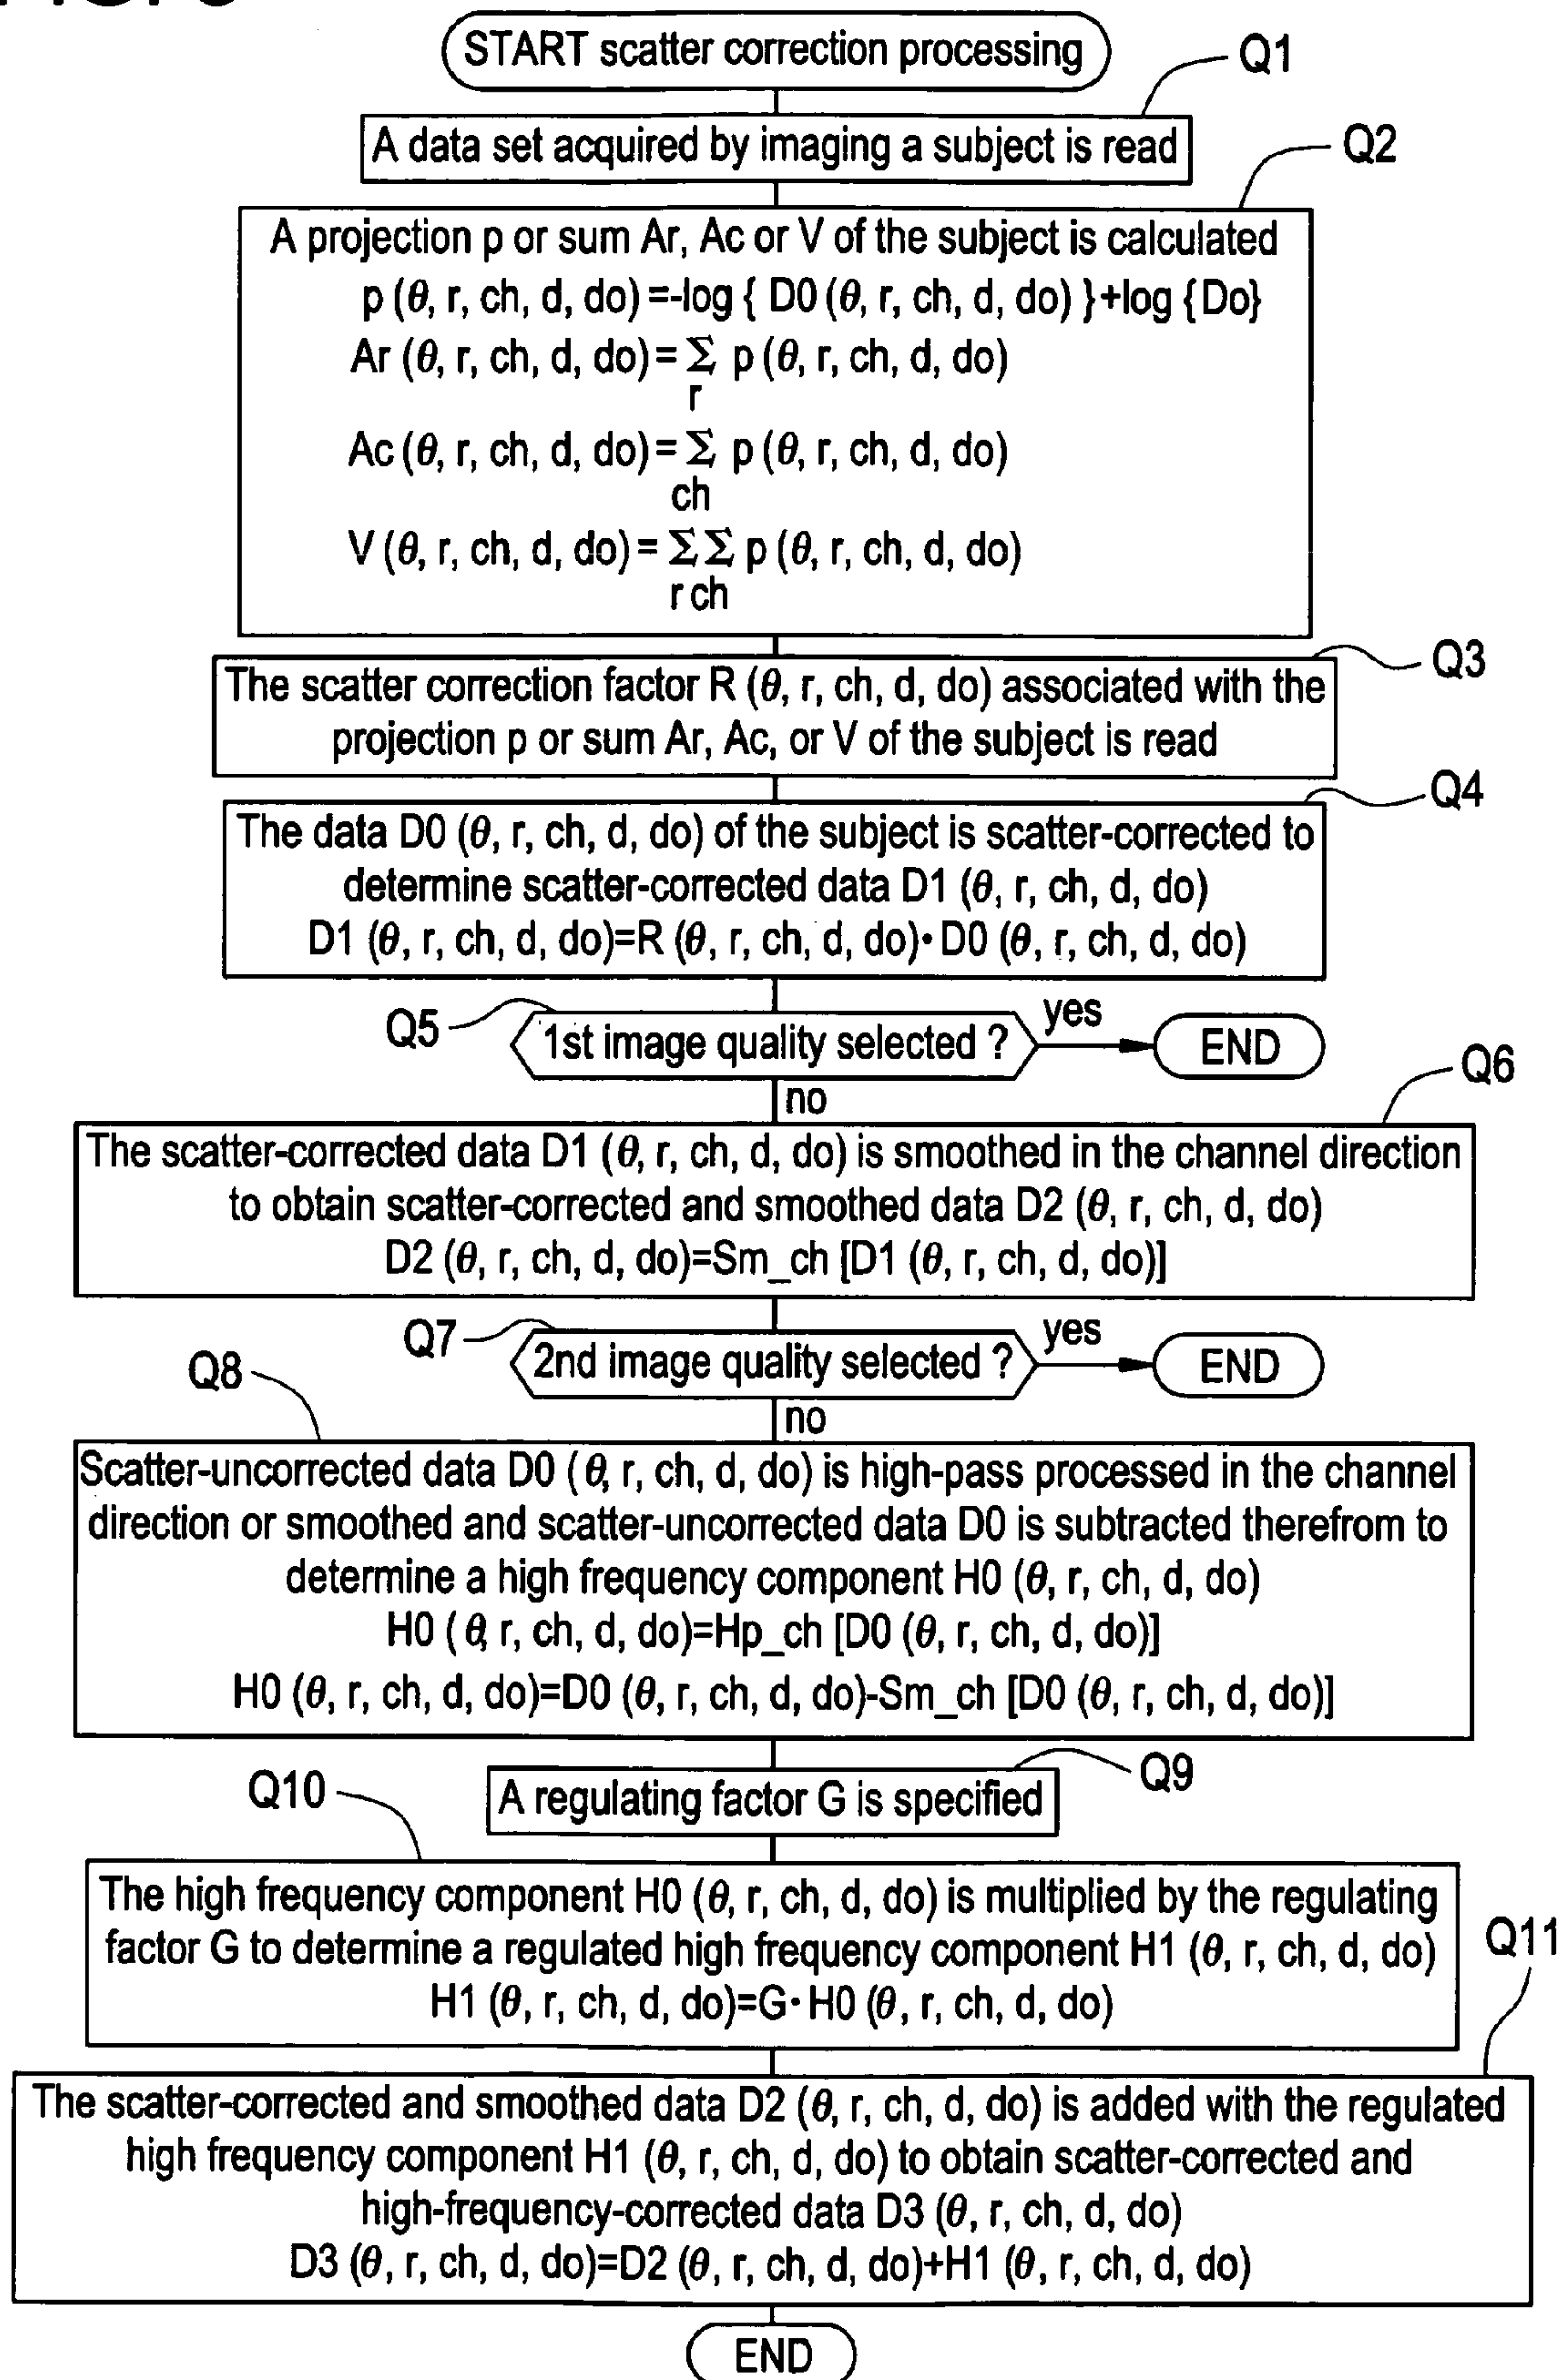 START scatter correction processing
Q1
A data set acquired by imaging a subject is read
Q2
A projection p or sum Ar, Ac or V of the subject is calculated
p (θ, r, ch, d, do) =-log { D0 (θ, r, ch, d, do) }+log {Do}
Ar (θ, r, ch, d, do) = Σ p (θ, r, ch, d, do)
r
Ac (θ, r, ch, d, do) = Σ p (θ, r, ch, d, do)
ch
V (θ, r, ch, d, do) = ΣΣ p (θ, r, ch, d, do)
r ch
Q3
The scatter correction factor R (θ, r, ch, d, do) associated with the
projection p or sum Ar, Ac, or V of the subject is read
Q4
The data D0 (θ, r, ch, d, do) of the subject is scatter-corrected to
determine scatter-corrected data D1 (θ, r, ch, d, do)
D1 (θ, r, ch, d, do)=R (θ, r, ch, d, do)• D0 (θ, r, ch, d, do)
Q5
1st image quality selected ?
yes
END
no
Q6
The scatter-corrected data D1 (θ, r, ch, d, do) is smoothed in the channel direction
to obtain scatter-corrected and smoothed data D2 (θ, r, ch, d, do)
D2 (θ, r, ch, d, do)=Sm_ch [D1 (θ, r, ch, d, do)]
Q7
2nd image quality selected ?
yes
END
no
Q8
Scatter-uncorrected data D0 (θ, r, ch, d, do) is high-pass processed in the channel
direction or smoothed and scatter-uncorrected data D0 is subtracted therefrom to
determine a high frequency component H0 (θ, r, ch, d, do)
H0 (θ, r, ch, d, do)=Hp_ch [D0 (θ, r, ch, d, do)]
H0 (θ, r, ch, d, do)=D0 (θ, r, ch, d, do)-Sm_ch [D0 (θ, r, ch, d, do)]
Q9
A regulating factor G is specified
Q10
The high frequency component H0 (θ, r, ch, d, do) is multiplied by the regulating
factor G to determine a regulated high frequency component H1 (θ, r, ch, d, do)
H1 (θ, r, ch, d, do)=G• H0 (θ, r, ch, d, do)
Q11
The scatter-corrected and smoothed data D2 (θ, r, ch, d, do) is added with the regulated
high frequency component H1 (θ, r, ch, d, do) to obtain scatter-corrected and
high-frequency-corrected data D3 (θ, r, ch, d, do)
D3 (θ, r, ch, d, do)=D2 (θ, r, ch, d, do)+H1 (θ, r, ch, d, do)
END